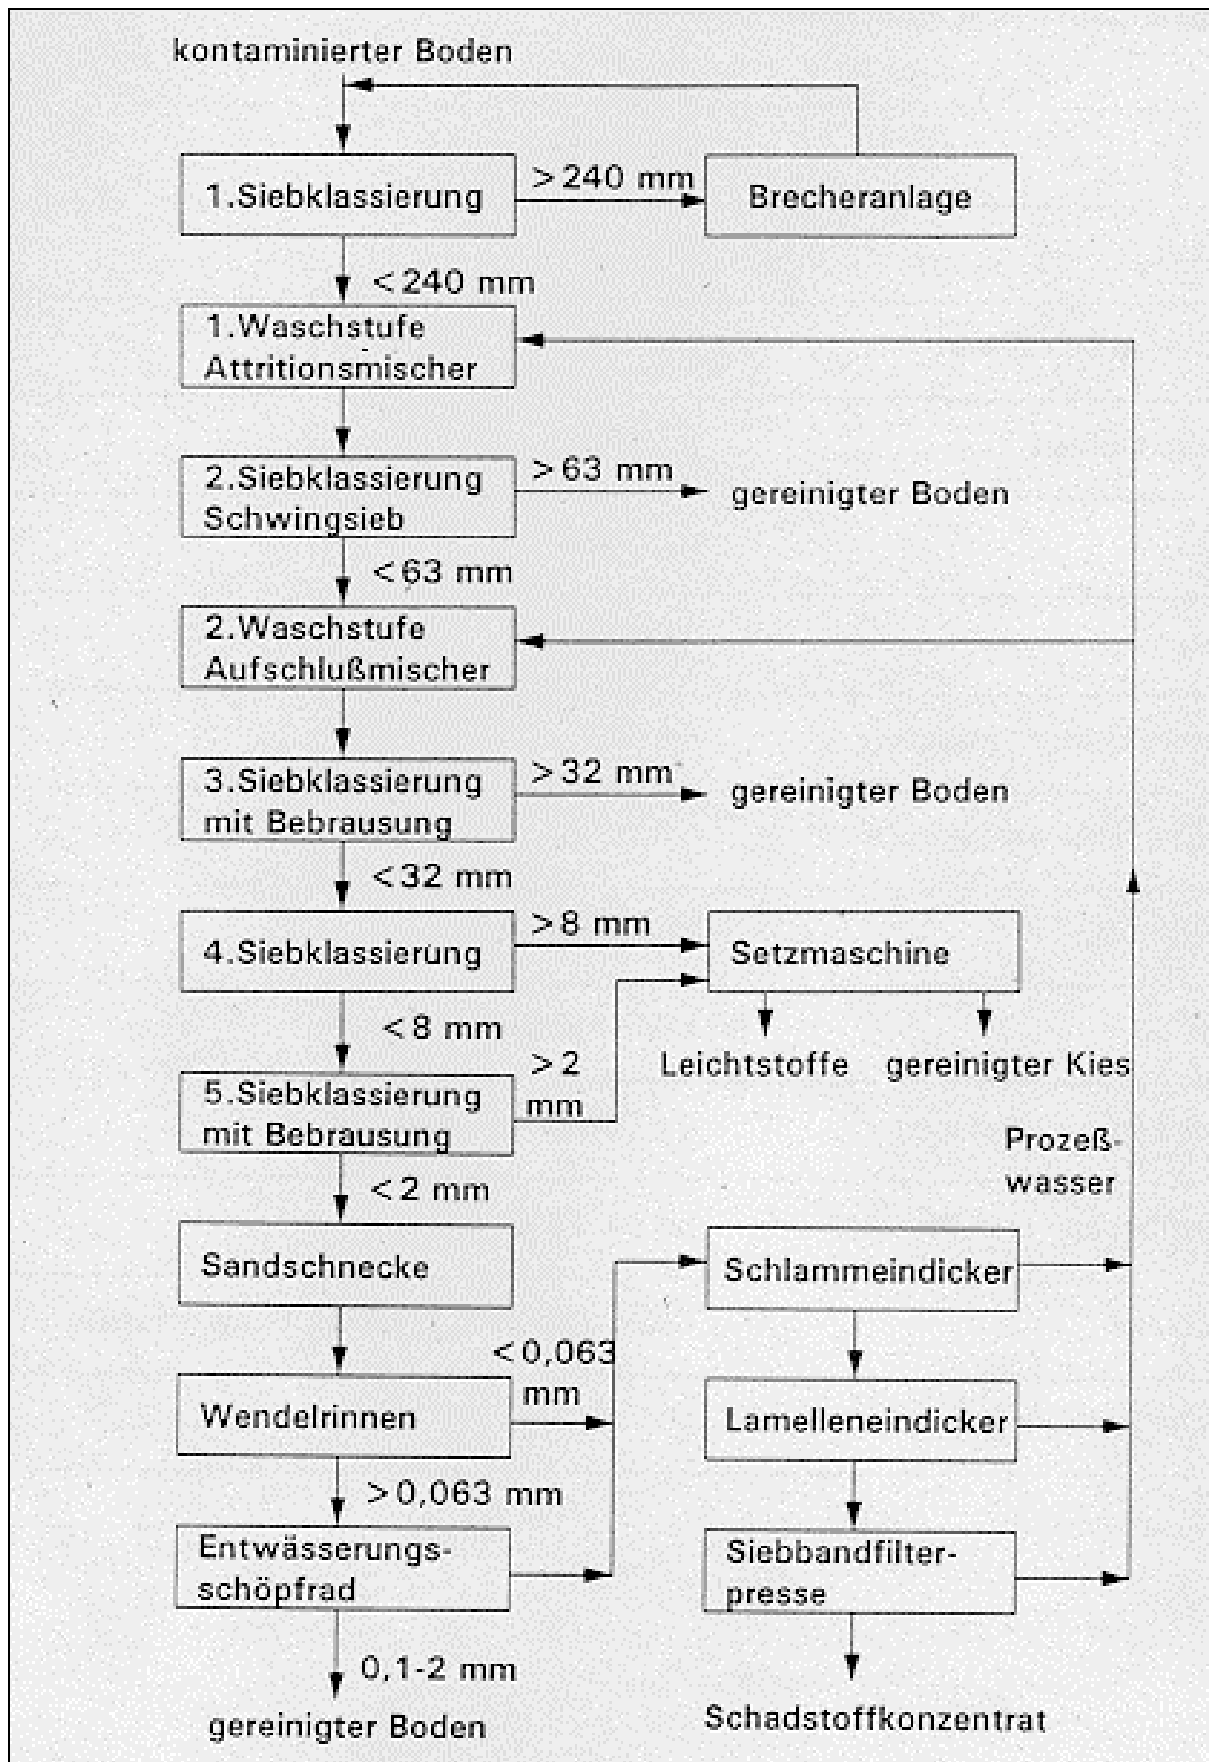 kontaminierter Boden
1.Siebklassierung
>240 mm
Brecheranlage
<240 mm
1.Waschstufe
Attritionsmischer
2.Siebklassierung
Schwingsieb
>63 mm
gereinigter Boden
<63 mm
2.Waschstufe
Aufschlußmischer
3.Siebklassierung
mit Bebrausung
>32 mm
gereinigter Boden
<32 mm
4.Siebklassierung
>8 mm
Setzmaschine
<8 mm
Leichtstoffe
gereinigter Kies
5.Siebklassierung
mit Bebrausung
>2
mm
Prozeß-
wasser
<2 mm
Sandschnecke
Schlammeindicker
<0,063
mm
Wendelrinnen
Lamelleneindicker
>0,063 mm
Entwässerungs-
schöpfrad
Siebbandfilter-
presse
0,1-2 mm
gereinigter Boden
Schadstoffkonzentrat